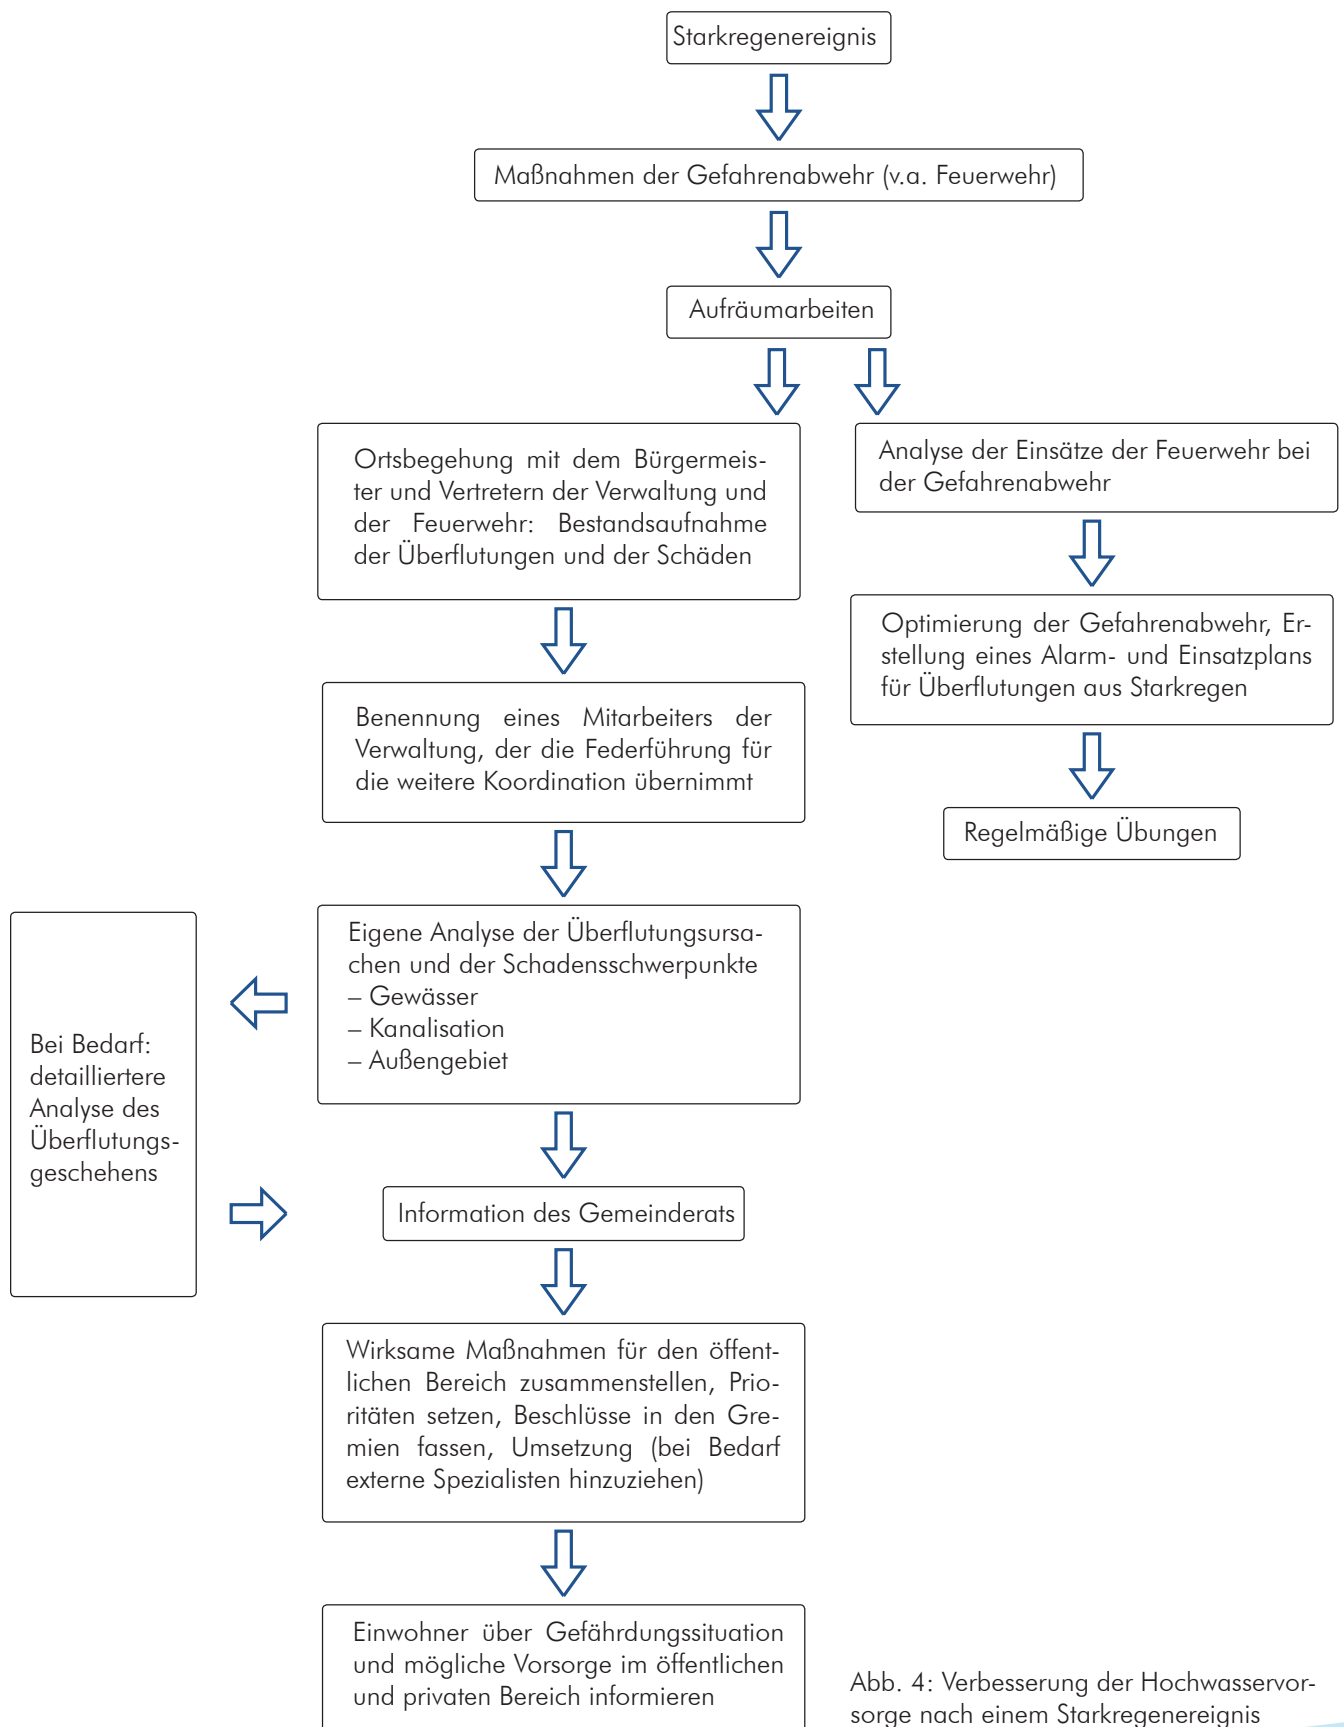 Starkregenereignis
Maßnahmen der Gefahrenabwehr (v.a. Feuerwehr)
Aufräumarbeiten
Ortsbegehung mit dem Bürgermeis-
ter und Vertretern der Verwaltung und
der Feuerwehr: Bestandsaufnahme
der Überflutungen und der Schäden
Analyse der Einsätze der Feuerwehr bei
der Gefahrenabwehr
Optimierung der Gefahrenabwehr, Er-
stellung eines Alarm- und Einsatzplans
für Überflutungen aus Starkregen
Benennung eines Mitarbeiters der
Verwaltung, der die Federführung für
die weitere Koordination übernimmt
Regelmäßige Übungen
Eigene Analyse der Überflutungsursa-
chen und der Schadensschwerpunkte
– Gewässer
– Kanalisation
– Außengebiet
Bei Bedarf:
detailliertere
Analyse des
Überflutungs-
geschehens
Information des Gemeinderats
Wirksame Maßnahmen für den öffent-
lichen Bereich zusammenstellen, Prio-
ritäten setzen, Beschlüsse in den Gre-
mien fassen, Umsetzung (bei Bedarf
externe Spezialisten hinzuziehen)
Einwohner über Gefährdungssituation
und mögliche Vorsorge im öffentlichen
und privaten Bereich informieren
Abb. 4: Verbesserung der Hochwasservor-
sorge nach einem Starkregenereignis